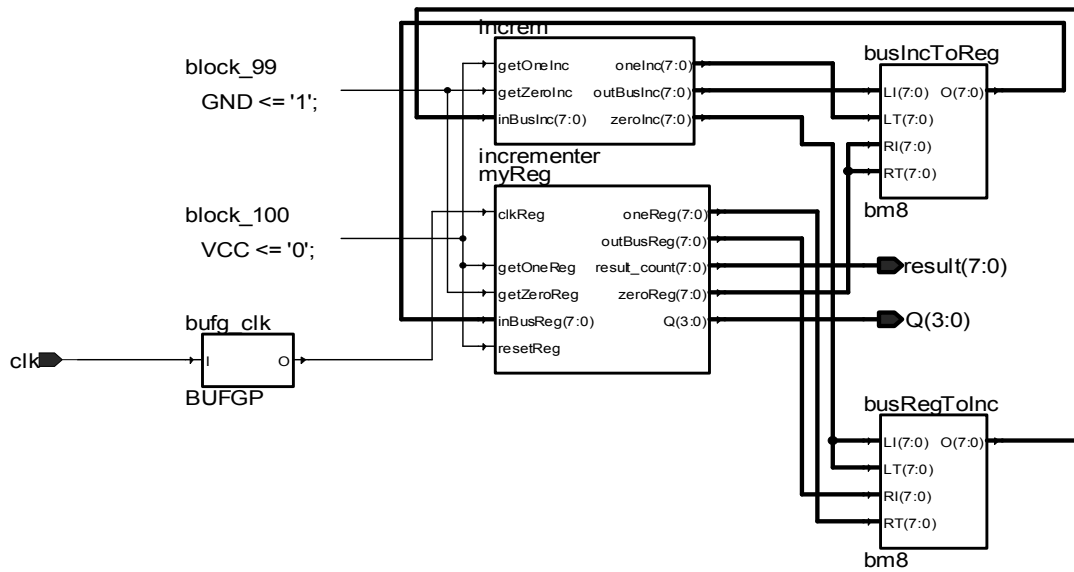 increm
getOneInc
getZeroInc
inBusInc(7:0)
oneInc(7:0)
outBusInc(7:0)
zeroInc(7:0)
incrementer
busIncToReg
LI(7:0)
LT(7:0)
RI(7:0)
RT(7:0)
O(7:0)
bm8
block_99
GND <= '1';
block_100
VCC <= '0';
myReg
clkReg
getOneReg
getZeroReg
inBusReg(7:0)
resetReg
oneReg(7:0)
outBusReg(7:0)
result_count(7:0)
zeroReg(7:0)
Q(3:0)
result(7:0)
Q(3:0)
clk
bufg_clk
I
O
BUFGP
busRegToInc
LI(7:0)
LT(7:0)
RI(7:0)
RT(7:0)
O(7:0)
bm8